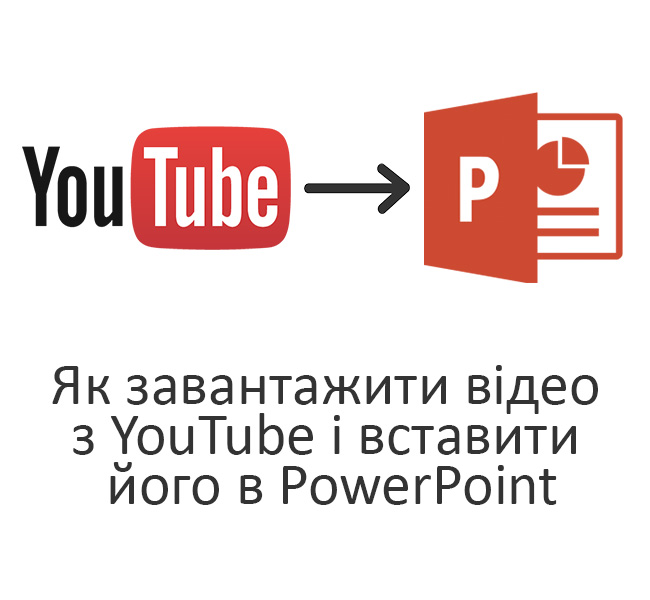 YouTube
P
Як завантажити відео
з YouTube і вставити
його в PowerPoint